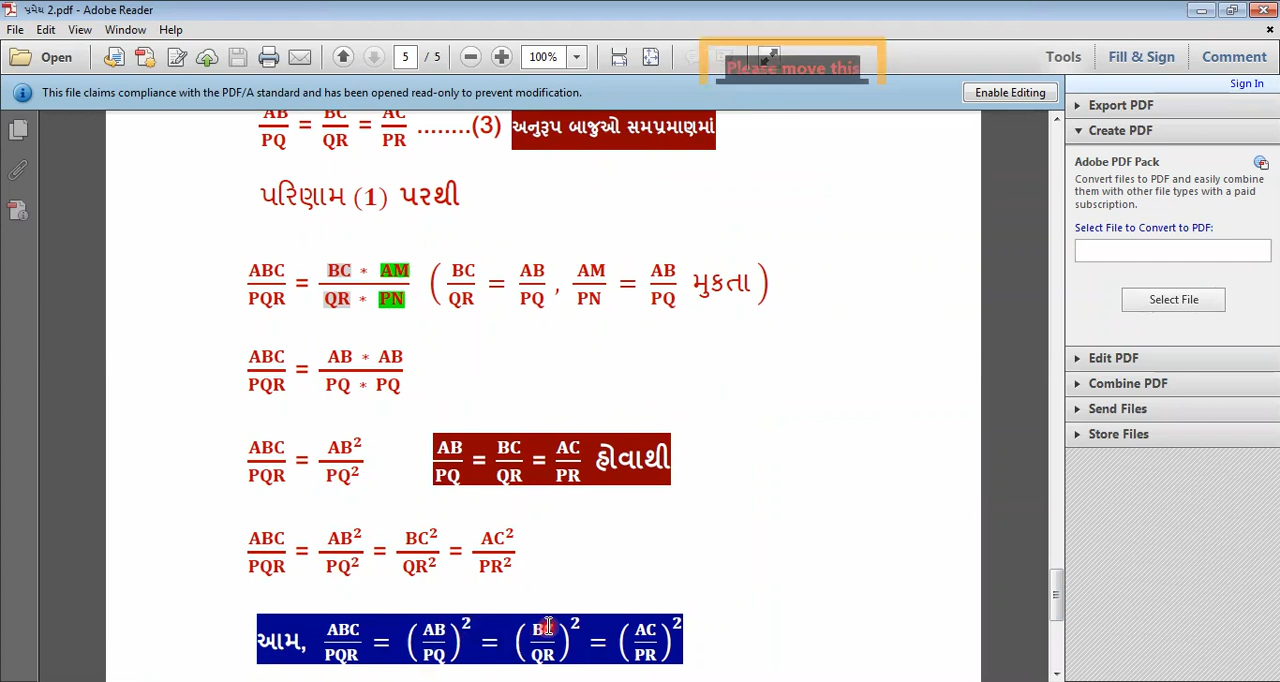 પ્રમેય 2.pdf - Adobe Reader
File Edit View Window Help
Open 5 / 5 100% Please move this Tools Fill & Sign Comment
This file claims compliance with the PDF/A standard and has been opened read-only to prevent modification. Enable Editing
Sign In
Export PDF
Create PDF
Adobe PDF Pack
Convert files to PDF and easily combine
them with other file types with a paid
subscription.
Select File to Convert to PDF:
Select File
Edit PDF
Combine PDF
Send Files
Store Files
AB/PQ = BC/QR = AC/PR ........(3) અનુરૂપ બાજુઓ સમપ્રમાણમાં
પરિણામ (1) પરથી
ABC/PQR = BC * AM/QR * PN (BC/QR = AB/PQ , AM/PN = AB/PQ મુકતા)
ABC/PQR = AB * AB/PQ * PQ
ABC/PQR = AB²/PQ² AB/PQ = BC/QR = AC/PR હોવાથી
ABC/PQR = AB²/PQ² = BC²/QR² = AC²/PR²
આમ, ABC/PQR = (AB/PQ)² = (BC/QR)² = (AC/PR)²